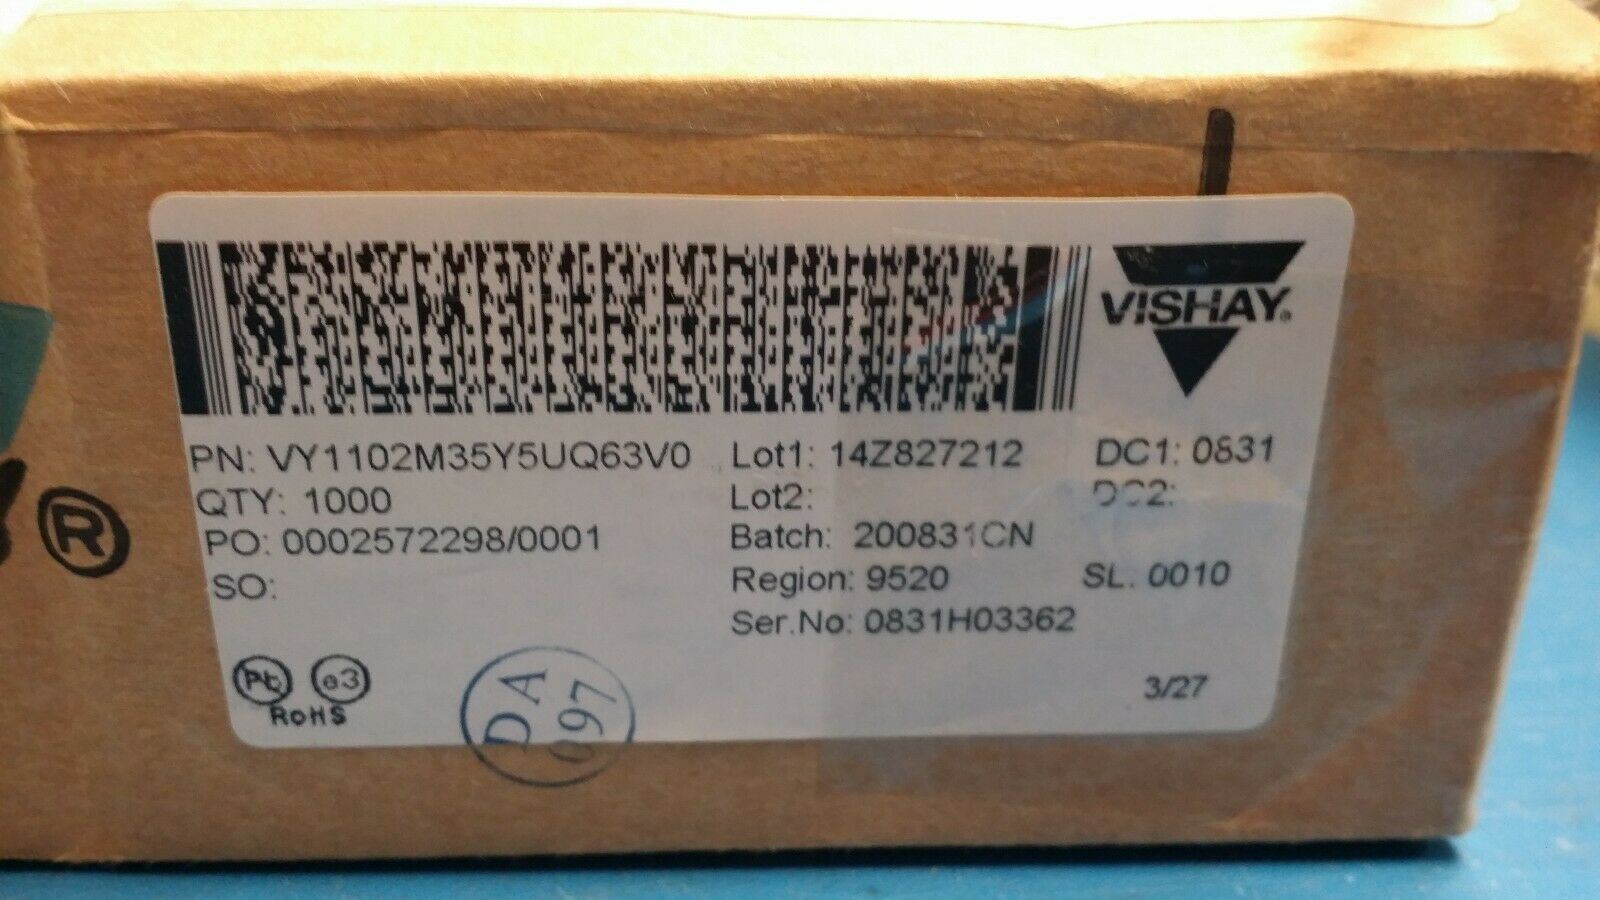 VISHAY®
PN: VY1102M35Y5UQ63V0 Lot1: 14Z827212 DC1: 0831
QTY: 1000 Lot2: DC2:
PO: 0002572298/0001 Batch: 200831CN
SO: Region: 9520 SL: 0010
Ser.No: 0831H03362
Pb e3
RoHS
3/27
DA
097
®